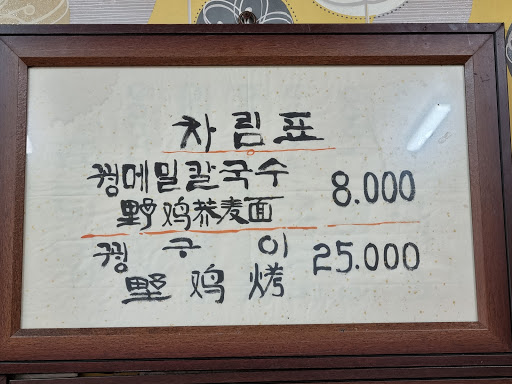 차림표
꿩메밀칼국수 8.000
野鸡荞麦面
꿩구이 25.000
野鸡烤